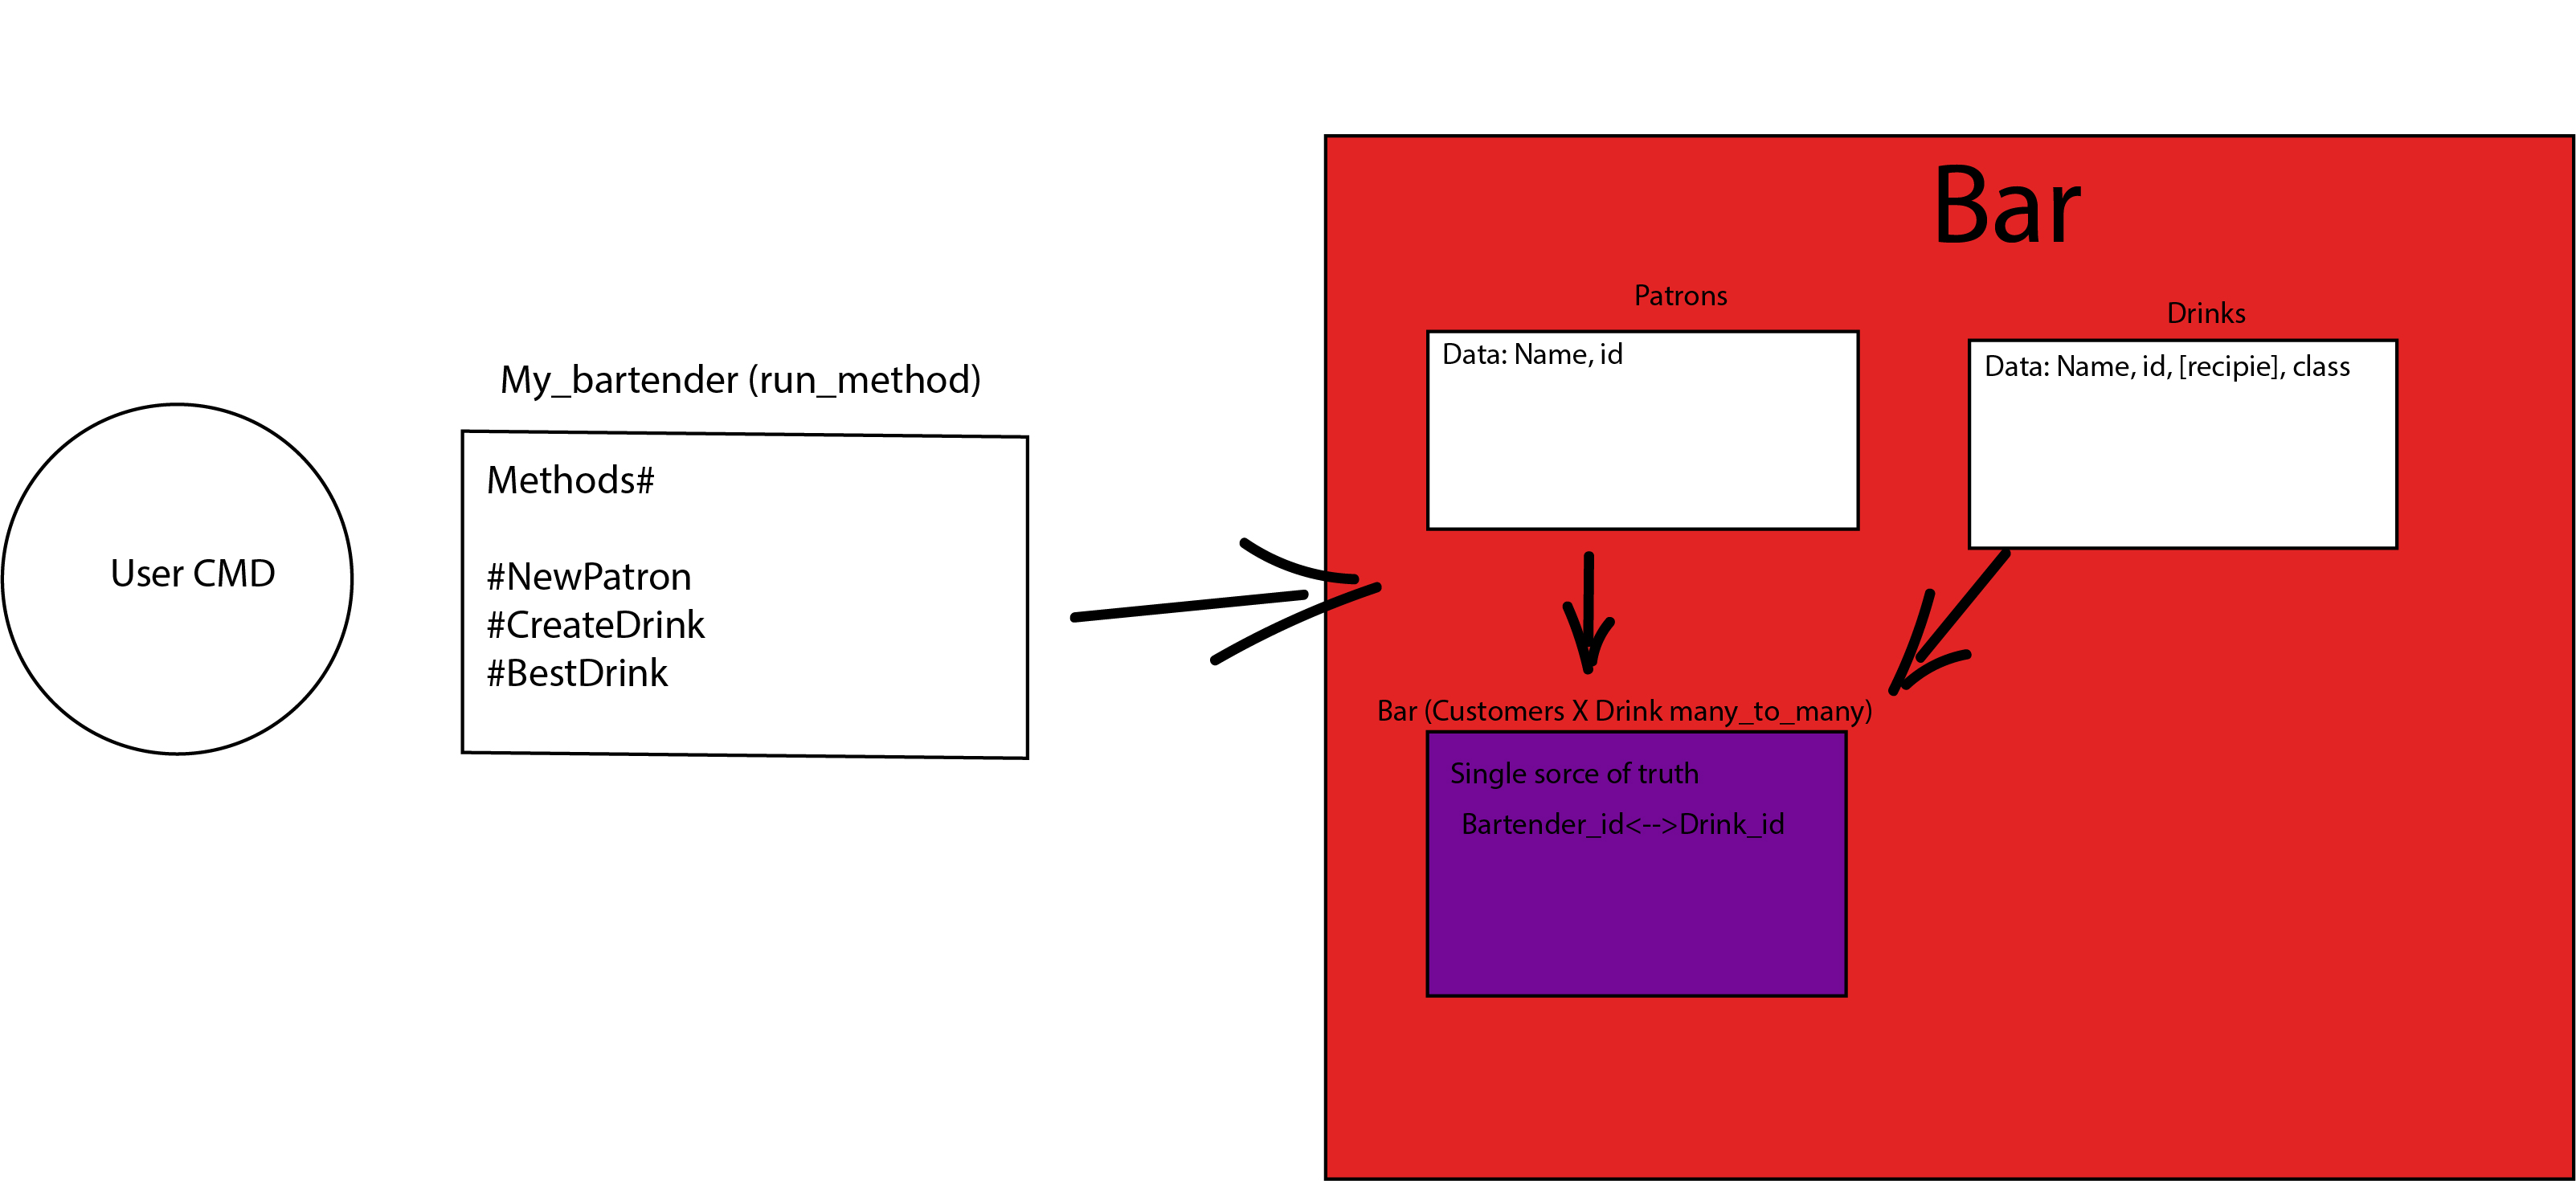 User CMD
My_bartender (run_method)
Methods#
#NewPatron
#CreateDrink
#BestDrink
Bar
Patrons
Data: Name, id
Drinks
Data: Name, id, [recipie], class
Bar (Customers X Drink many_to_many)
Single sorce of truth
Bartender_id<-->Drink_id